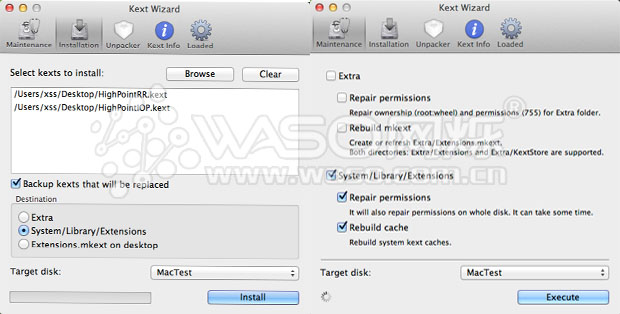 Kext Wizard
Maintenance Installation Unpacker Kext Info Loaded
Select kexts to install: Browse Clear
/Users/xss/Desktop/HighPointRR.kext
/Users/xss/Desktop/HighPointIOP.kext
Backup kexts that will be replaced
Destination
Extra
System/Library/Extensions
Extensions.mkext on desktop
Target disk: MacTest
Install
Kext Wizard
Maintenance Installation Unpacker Kext Info Loaded
Extra
Repair permissions
Repair ownership (root:wheel) and permissions (755) for Extra folder.
Rebuild mkext
Create or refresh Extra/Extensions.mkext.
Both directories: Extra/Extensions and Extra/KextStore are supported.
System/Library/Extensions
Repair permissions
It will also repair permissions on whole disk. It can take some time.
Rebuild cache
Rebuild system kext caches.
Target disk: MacTest
Execute